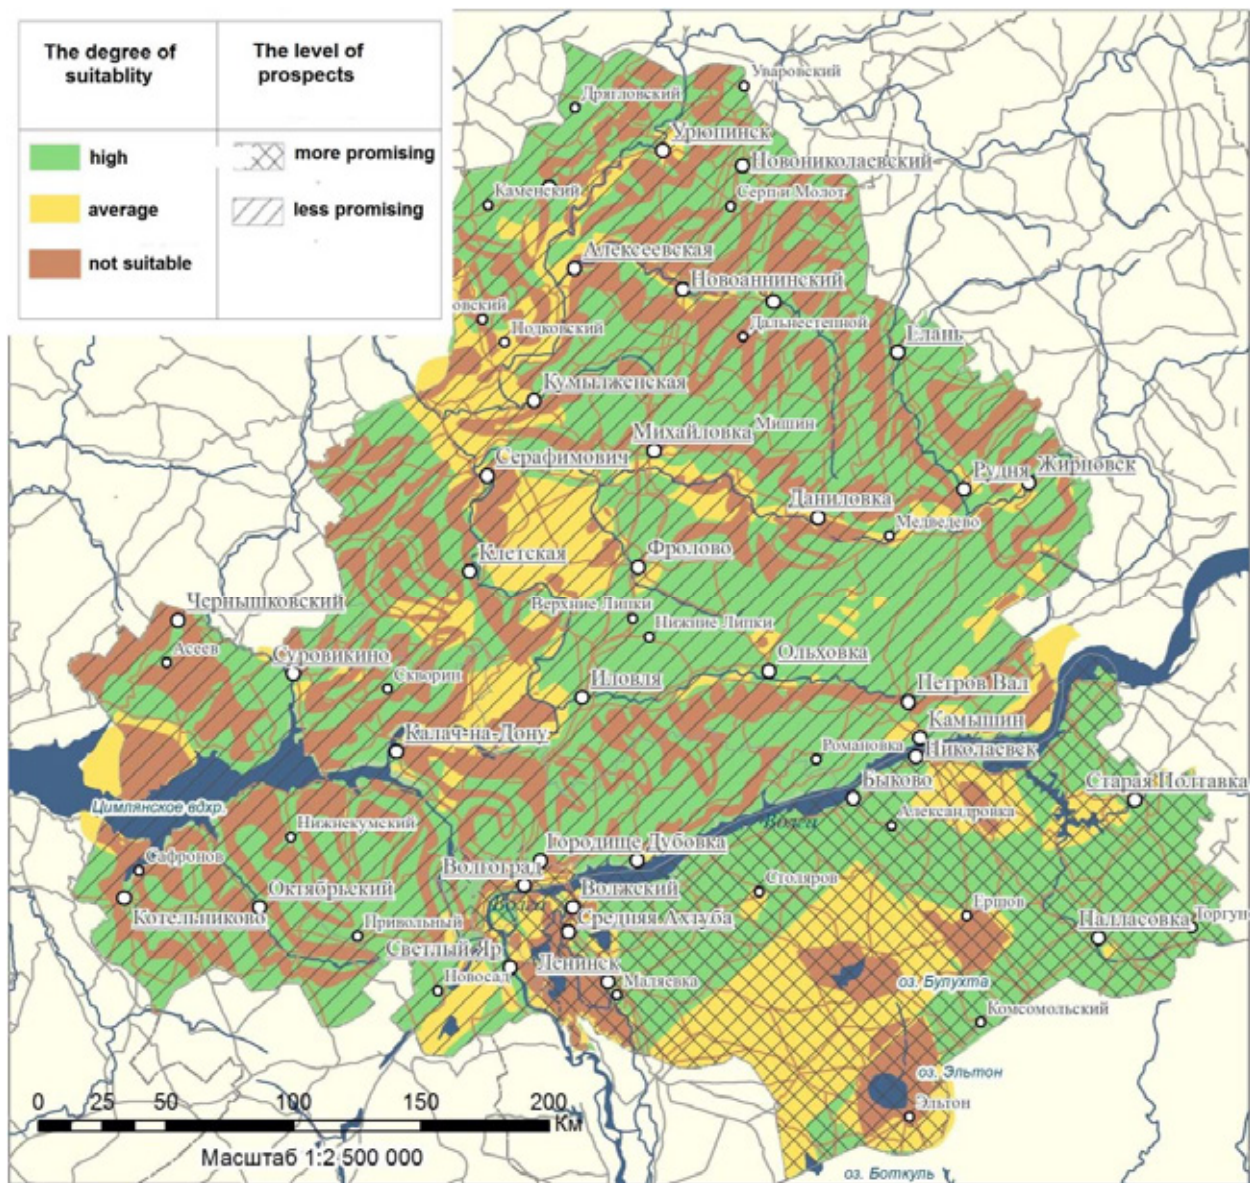 The degree of
suitablity
The level of
prospects
high
more promising
average
less promising
not suitable
Уваровский
Дрягловский
Урюпинск
Новониколаевский
Каменский
Серп и Молот
Алексеевская
Новоаннинский
овский
Подковский
Дальнестепной
Елань
Кумылженская
Михайловка
Мишин
Серафимович
Рудня
Жирновск
Даниловка
Медведево
Клетская
Фролово
Чернышковский
Верхние Липки
Нижние Липки
Асеев
Суровикино
Скворин
Ольховка
Иловля
Петров Вал
Камышин
Калач-на-Дону
Романовка
Николаевск
Быково
Старая Полтавка
Цимлянское вдхр.
Александровка
Волга
Нижнекумский
Городище
Дубовка
Сафронов
Волгоград
Столяров
Волжский
Октябрьский
Волга
Котельниково
Привольный
Средняя Ахтуба
Ершов
Палласовка
Торгун
Светлый Яр
Ленинск
Новосад
Маляевка
оз. Булухта
Комсомольский
оз. Эльтон
Эльтон
0 25 50 100 150 200
Км
Масштаб 1:2 500 000
оз. Боткуль